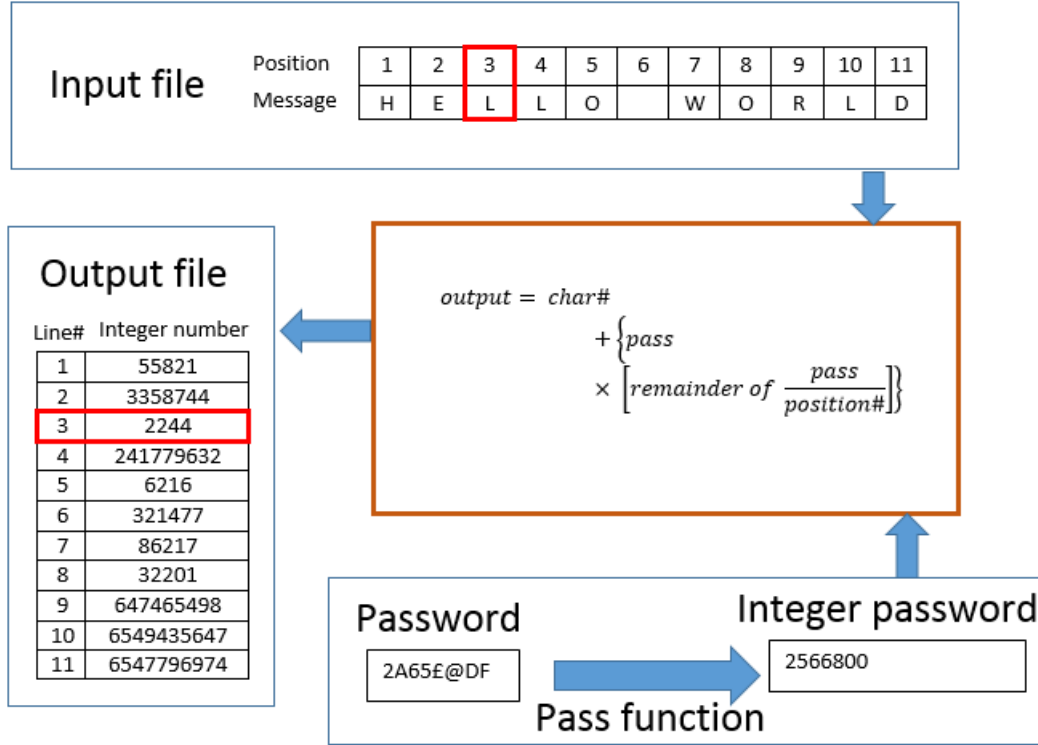 Input file
Position 1 2 3 4 5 6 7 8 9 10 11
Message H E L L O W O R L D
output = char#
+ {pass
× [remainder of pass/position#]}
Output file
Line# Integer number
1 55821
2 3358744
3 2244
4 241779632
5 6216
6 321477
7 86217
8 32201
9 647465498
10 6549435647
11 6547796974
Password
2A65£@DF
Pass function
Integer password
2566800